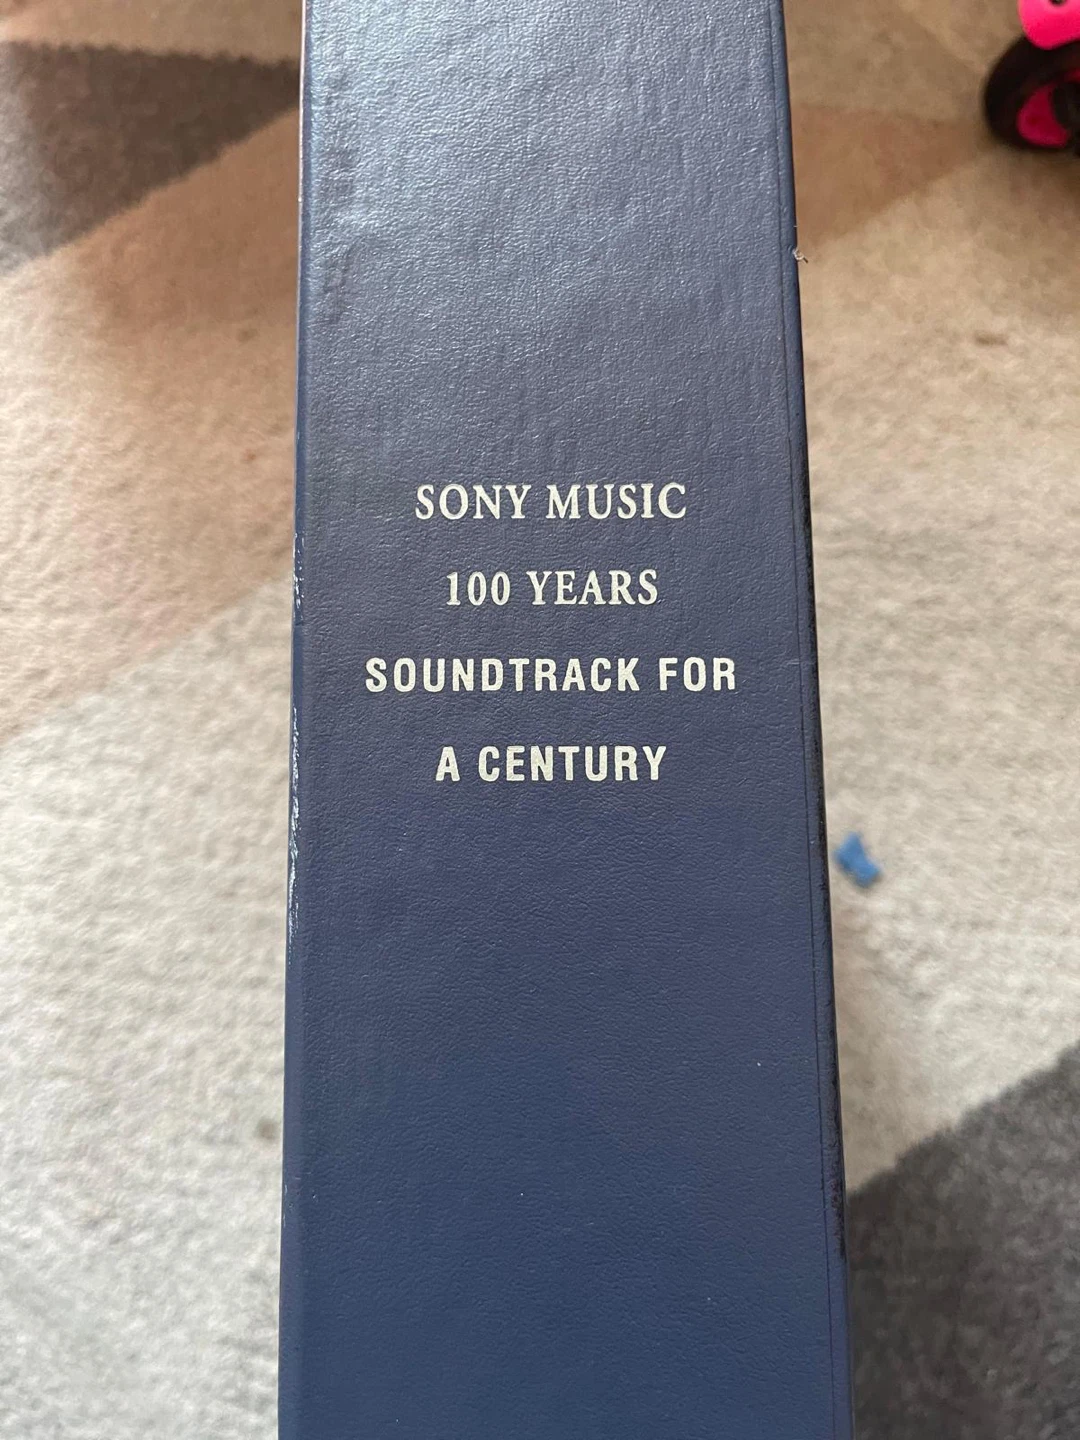 SONY MUSIC
100 YEARS
SOUNDTRACK FOR
A CENTURY